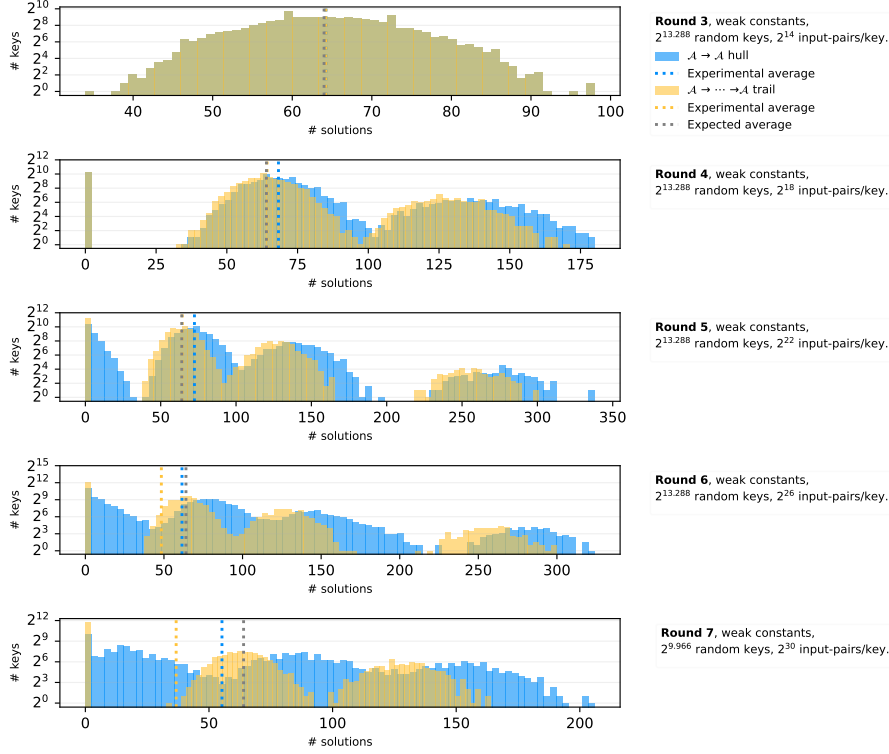 # keys
2^10
2^8
2^6
2^4
2^2
2^0
40 50 60 70 80 90 100
# solutions
Round 3, weak constants,
2^13.288 random keys, 2^14 input-pairs/key.
𝒜 → 𝒜 hull
Experimental average
𝒜 → ⋯ →𝒜 trail
Experimental average
Expected average
# keys
2^12
2^10
2^8
2^6
2^4
2^2
2^0
0 25 50 75 100 125 150 175
# solutions
Round 4, weak constants,
2^13.288 random keys, 2^18 input-pairs/key.
# keys
2^12
2^10
2^8
2^6
2^4
2^2
2^0
0 50 100 150 200 250 300 350
# solutions
Round 5, weak constants,
2^13.288 random keys, 2^22 input-pairs/key.
# keys
2^15
2^12
2^9
2^6
2^3
2^0
0 50 100 150 200 250 300
# solutions
Round 6, weak constants,
2^13.288 random keys, 2^26 input-pairs/key.
# keys
2^12
2^9
2^6
2^3
2^0
0 50 100 150 200
# solutions
Round 7, weak constants,
2^9.966 random keys, 2^30 input-pairs/key.